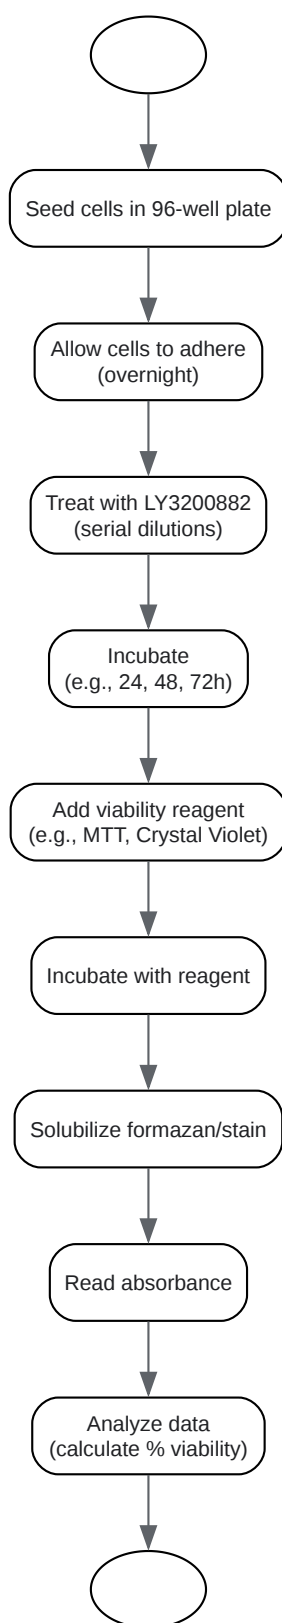 Seed cells in 96-well plate
Allow cells to adhere
(overnight)
Treat with LY3200882
(serial dilutions)
Incubate
(e.g., 24, 48, 72h)
Add viability reagent
(e.g., MTT, Crystal Violet)
Incubate with reagent
Solubilize formazan/stain
Read absorbance
Analyze data
(calculate % viability)